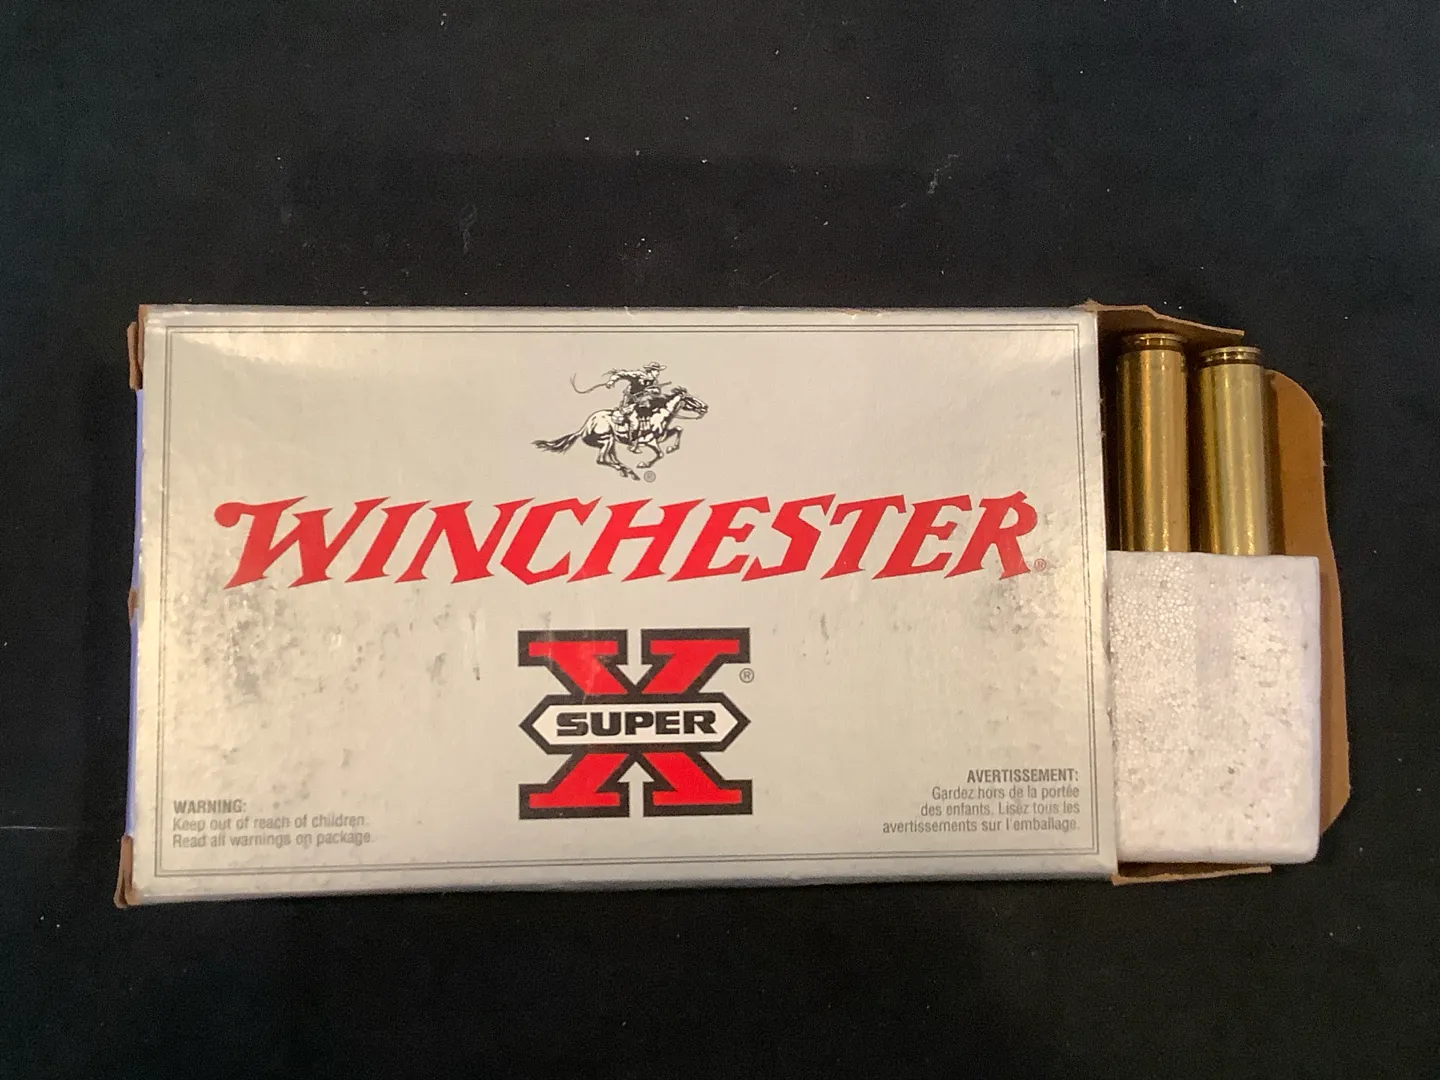 WINCHESTER®
X®
SUPER
WARNING:
Keep out of reach of children.
Read all warnings on package.
AVERTISSEMENT:
Gardez hors de la portée
des enfants. Lisez tous les
avertissements sur l'emballage.